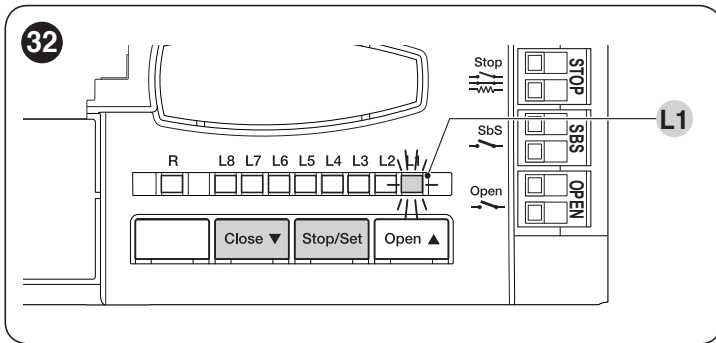 32
Stop
STOP
SbS
SBS
L1
Open
OPEN
R L8 L7 L6 L5 L4 L3 L2 L1
Close ▼ Stop/Set Open ▲